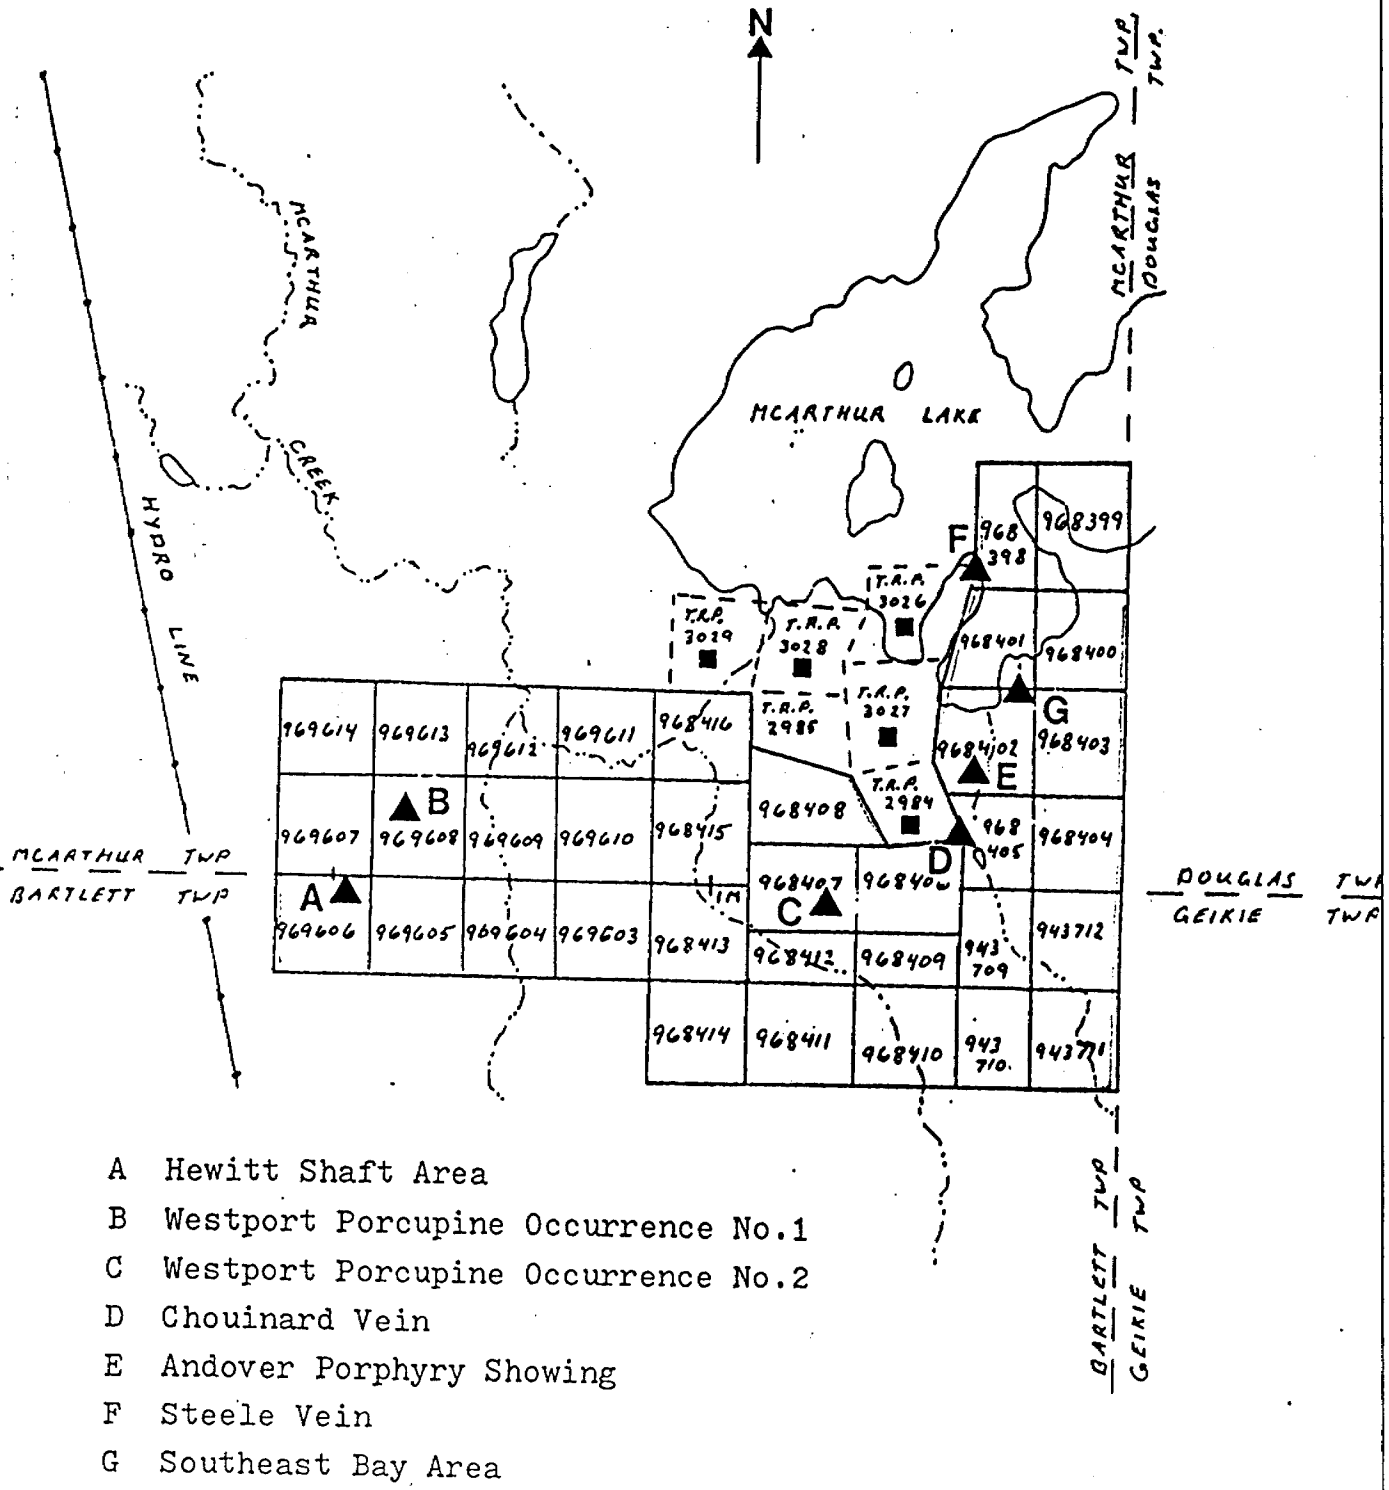 N
MCARTHUR TWP.
DOUGLAS TWP.
MCARTHUR
CREEK
HYDRO LINE
MCARTHUR LAKE
F
968
398
968399
T.R.P.
3029
T.R.P.
3028
T.R.P.
3026
968401
968400
T.R.P.
2985
T.R.P.
3027
G
969614
969613
969612
969611
968416
968402
968403
E
B
T.R.P.
2984
969607
969608
969609
969610
968415
968408
D
968
405
968404
MCARTHUR TWP
BARTLETT TWP
DOUGLAS TWP
GEIKIE TWP
A
1M
968407
C
969606
969605
969604
969603
968413
968412
968409
943
709
943712
968414
968411
968410
943
710.
BARTLETT TWP
GEIKIE TWP
A Hewitt Shaft Area
B Westport Porcupine Occurrence No.1
C Westport Porcupine Occurrence No.2
D Chouinard Vein
E Andover Porphyry Showing
F Steele Vein
G Southeast Bay Area